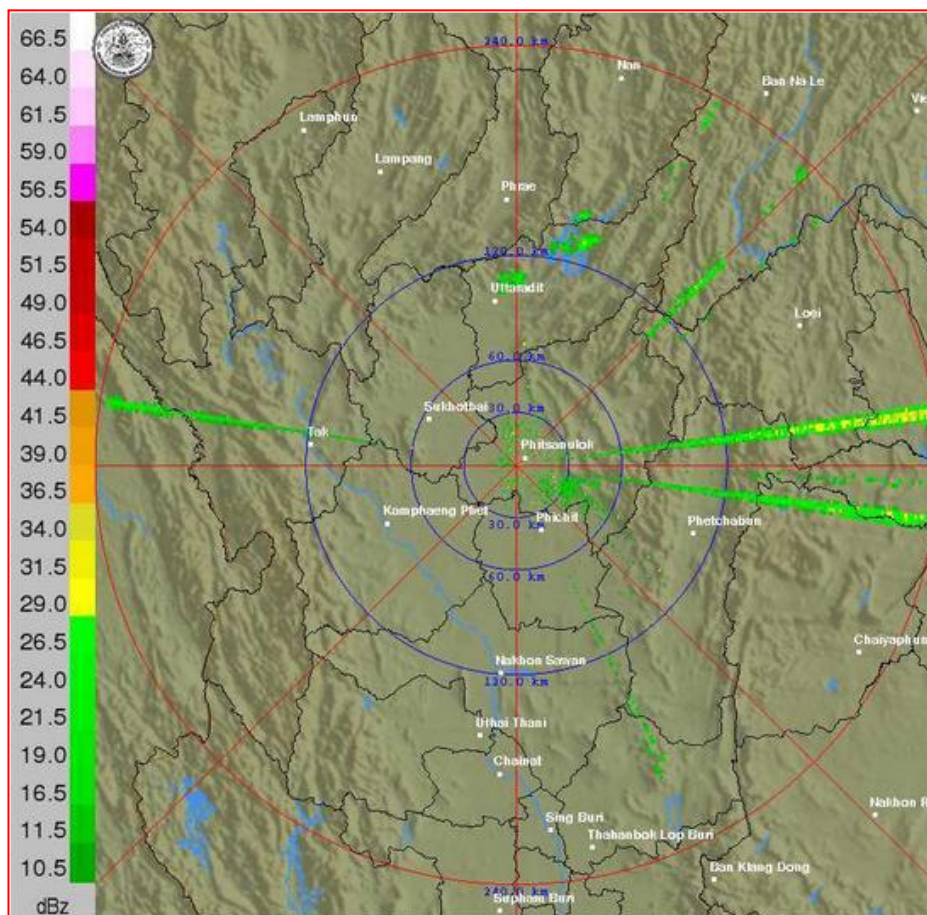 66.5
64.0
61.5
59.0
56.5
54.0
51.5
49.0
46.5
44.0
41.5
39.0
36.5
34.0
31.5
29.0
26.5
24.0
21.5
19.0
16.5
11.5
10.5
dBz
240.0 km
Nan
Ban Na Le
Lamphun
Lampang
Phrae
120.0 km
Uttaradit
Loei
60.0 km
Sukhothai
30.0 km
Tak
Phitsanulok
Kamphaeng Phet
Phichit
30.0 km
Phetchabun
60.0 km
Chaiyaphum
Nakhon Sawan
Uthai Thani
Chainat
Nakhon R
Sing Buri
Thahanbok Lop Buri
Ban Klang Dong
240.0 km
Suphan Buri